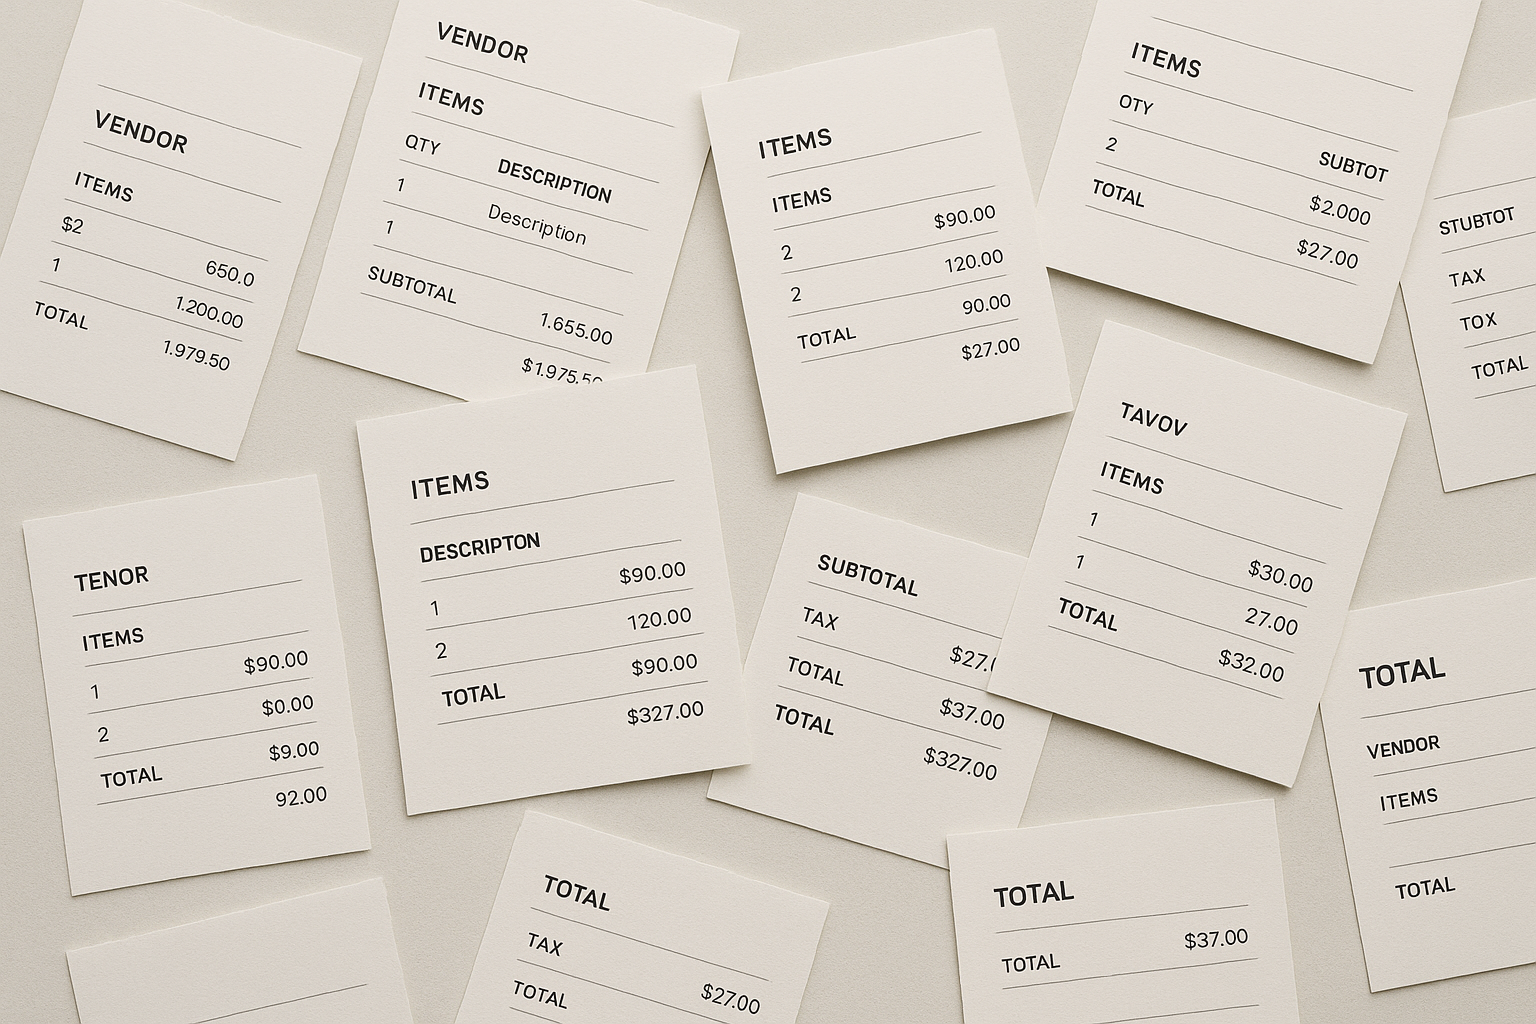 VENDOR
ITEMS
$2
650.0
1
1.200.00
TOTAL
1.979.50
VENDOR
ITEMS
QTY DESCRIPTION
1 Description
1
SUBTOTAL
1.655.00
$1.975.50
ITEMS
ITEMS
$90.00
2
120.00
2
90.00
TOTAL
$27.00
ITEMS
QTY
SUBTOT
2
$2.000
TOTAL
$27.00
STUBTOT
TAX
TOX
TOTAL
TENOR
ITEMS
$90.00
1
$0.00
2
$9.00
TOTAL
92.00
ITEMS
DESCRIPTON
$90.00
1
120.00
2
$90.00
TOTAL
$327.00
SUBTOTAL
TAX
$27.0
TOTAL
$37.00
TOTAL
$327.00
TAVOV
ITEMS
1
$30.00
1
27.00
TOTAL
$32.00
TOTAL
VENDOR
ITEMS
TOTAL
TOTAL
TAX
$27.00
TOTAL
TOTAL
$37.00
TOTAL